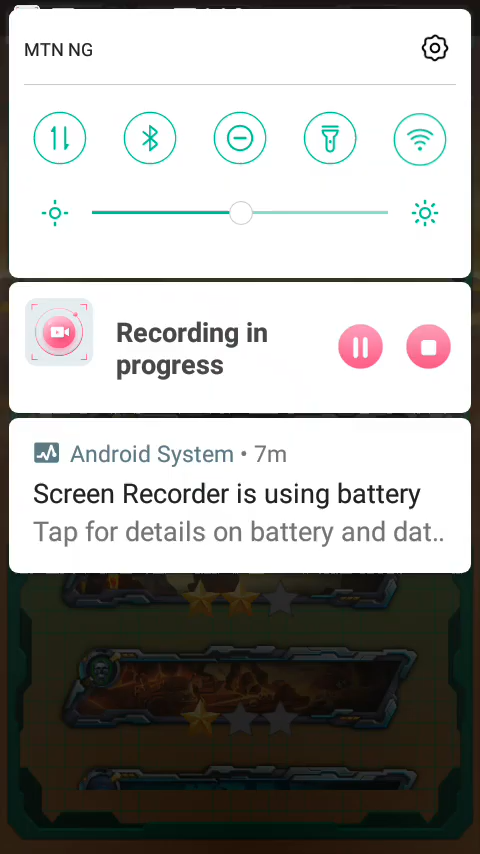 MTN NG
Recording in
progress
Android System • 7m
Screen Recorder is using battery
Tap for details on battery and dat..